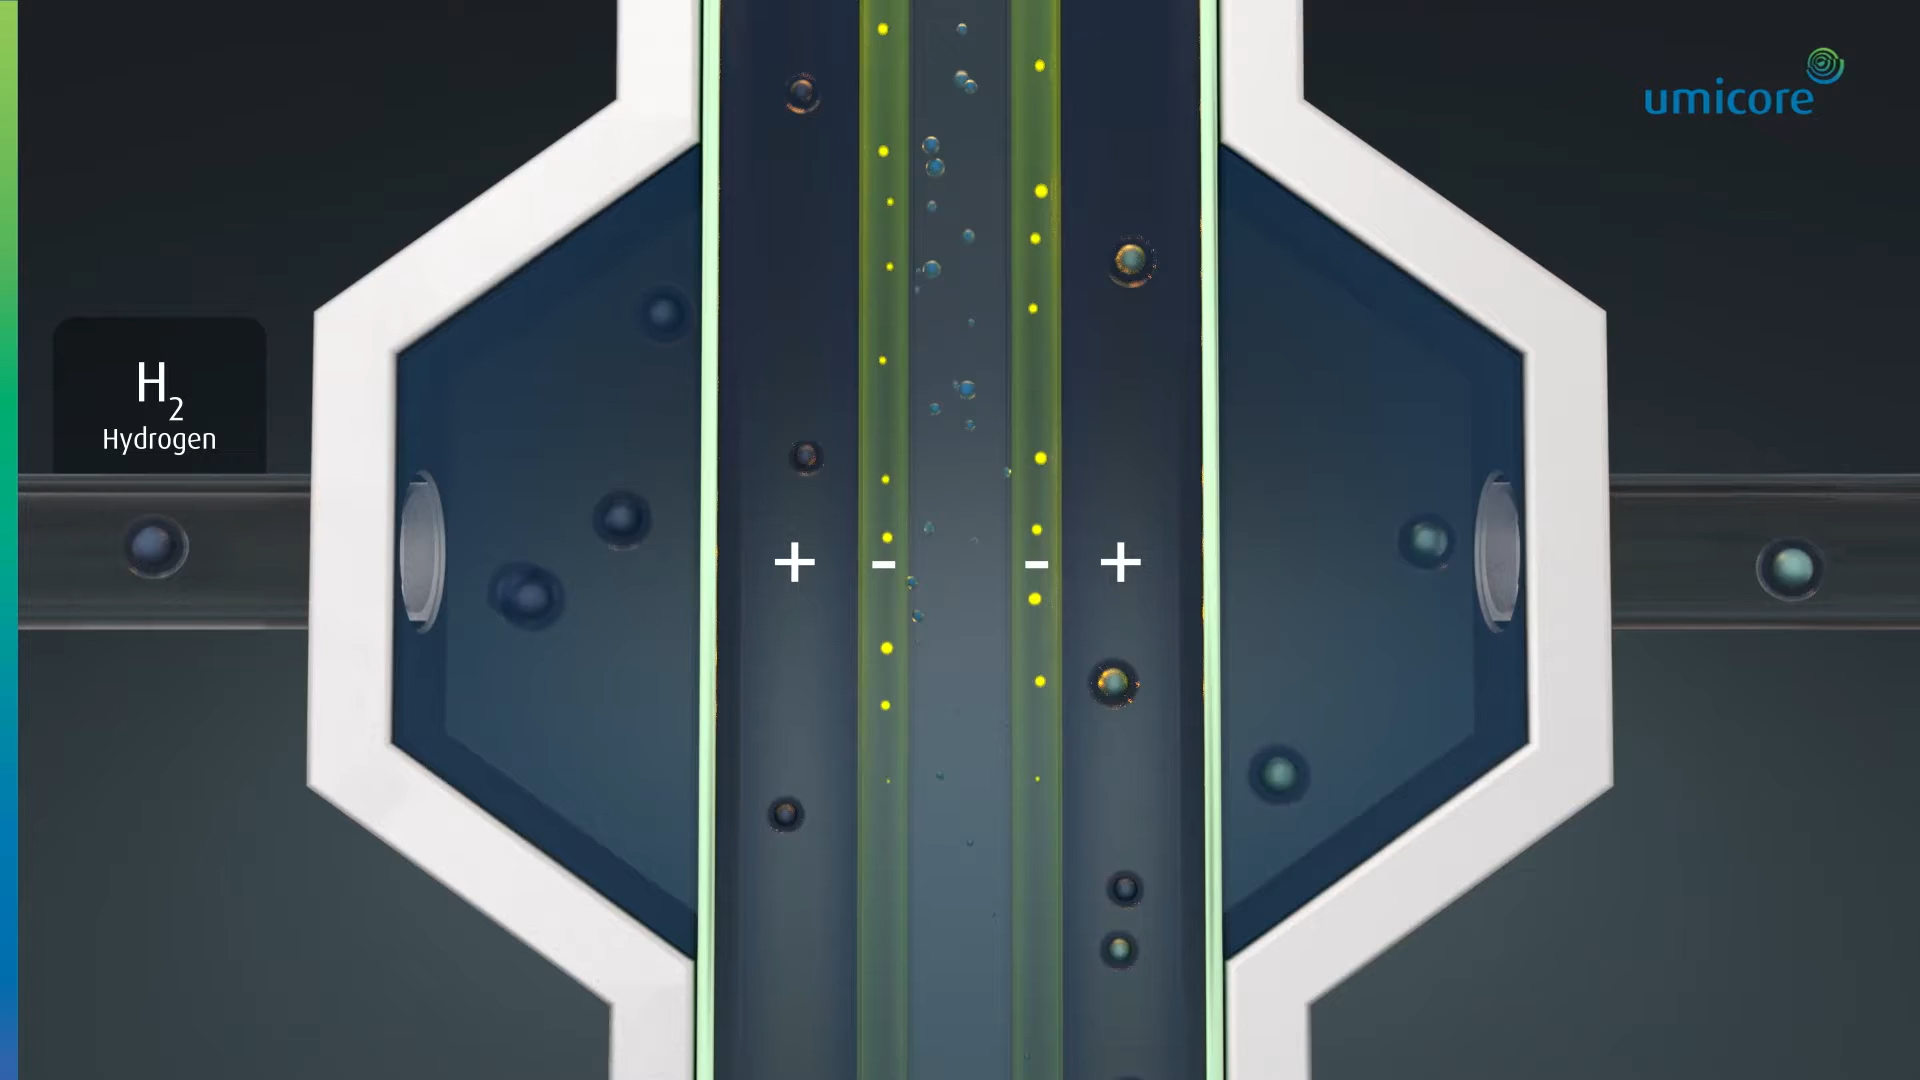 umicore
H2
Hydrogen
+ - - +